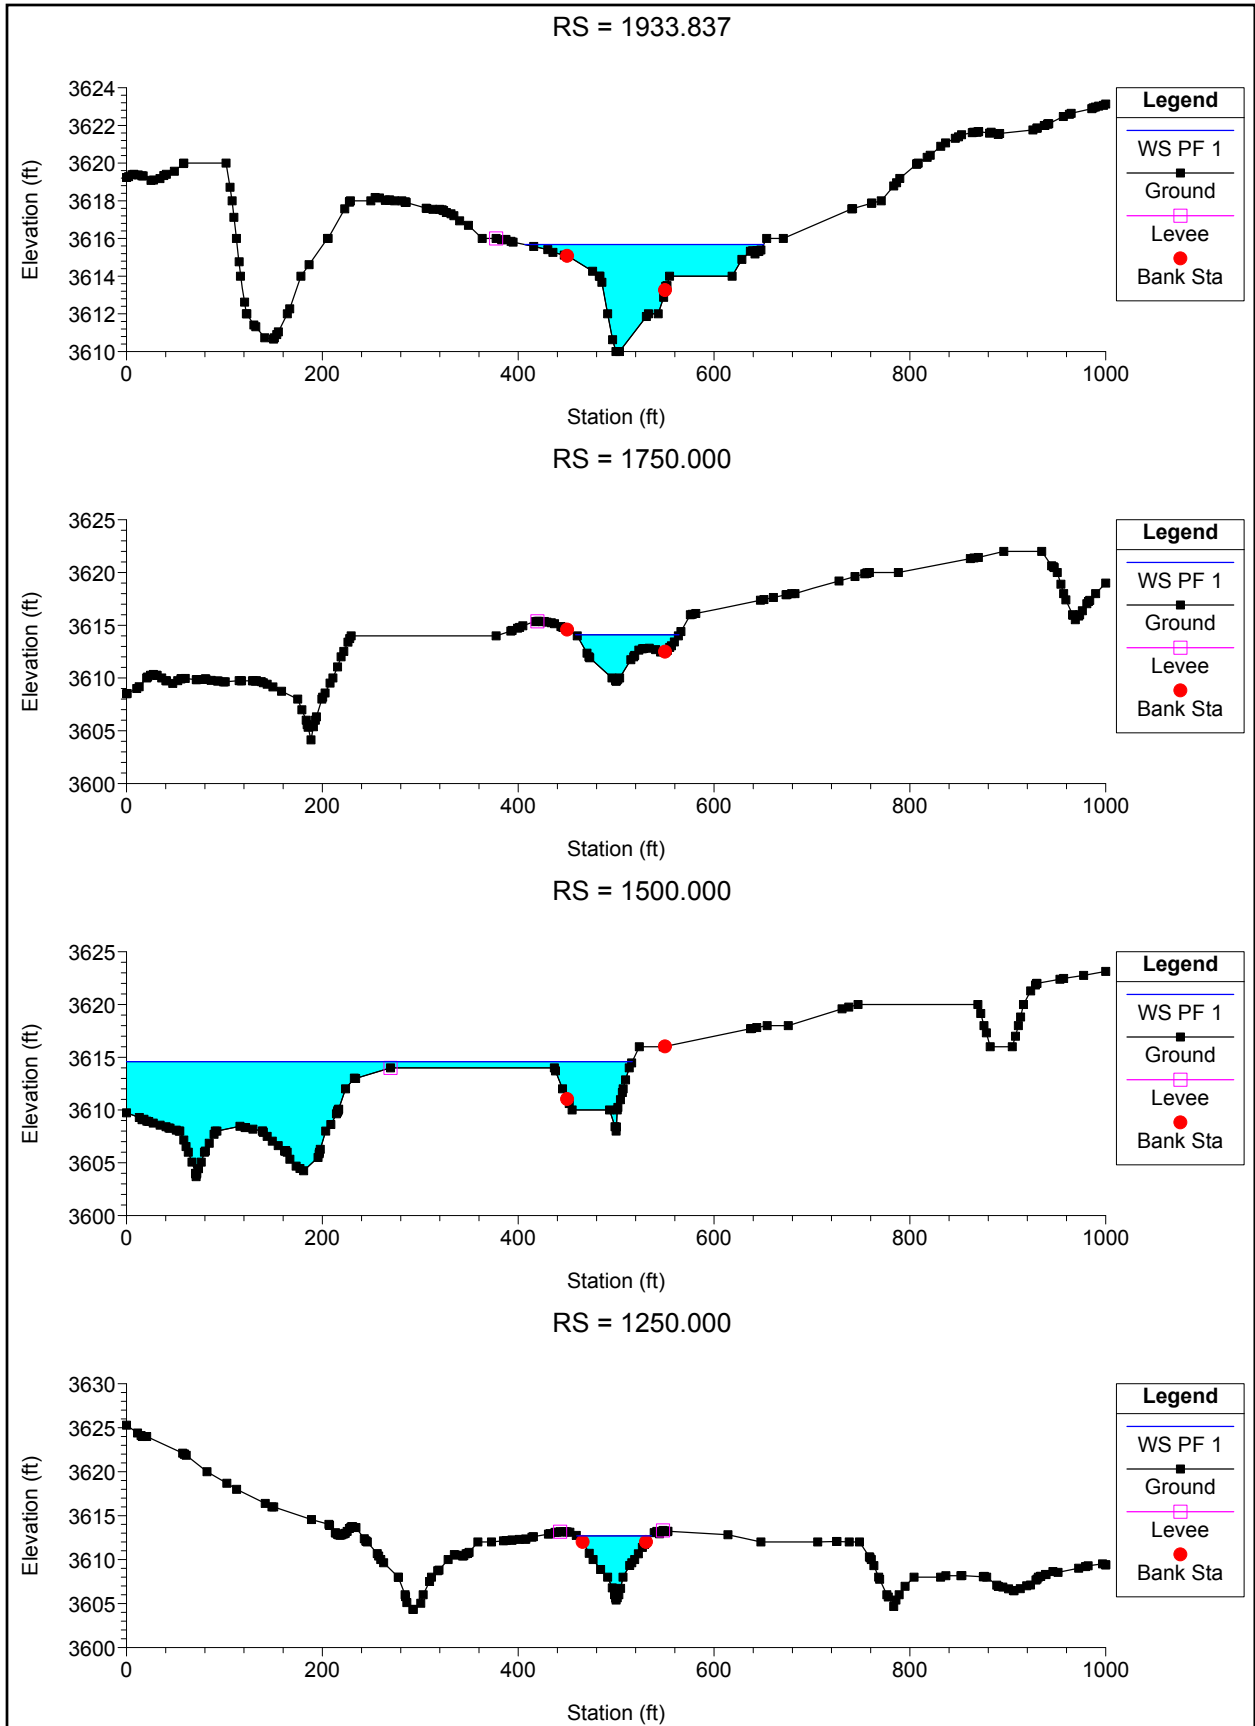 RS = 1933.837
Elevation (ft)
3624
3622
3620
3618
3616
3614
3612
3610
0 200 400 600 800 1000
Station (ft)
Legend
WS PF 1
Ground
Levee
Bank Sta
RS = 1750.000
Elevation (ft)
3625
3620
3615
3610
3605
3600
0 200 400 600 800 1000
Station (ft)
Legend
WS PF 1
Ground
Levee
Bank Sta
RS = 1500.000
Elevation (ft)
3625
3620
3615
3610
3605
3600
0 200 400 600 800 1000
Station (ft)
Legend
WS PF 1
Ground
Levee
Bank Sta
RS = 1250.000
Elevation (ft)
3630
3625
3620
3615
3610
3605
3600
0 200 400 600 800 1000
Station (ft)
Legend
WS PF 1
Ground
Levee
Bank Sta